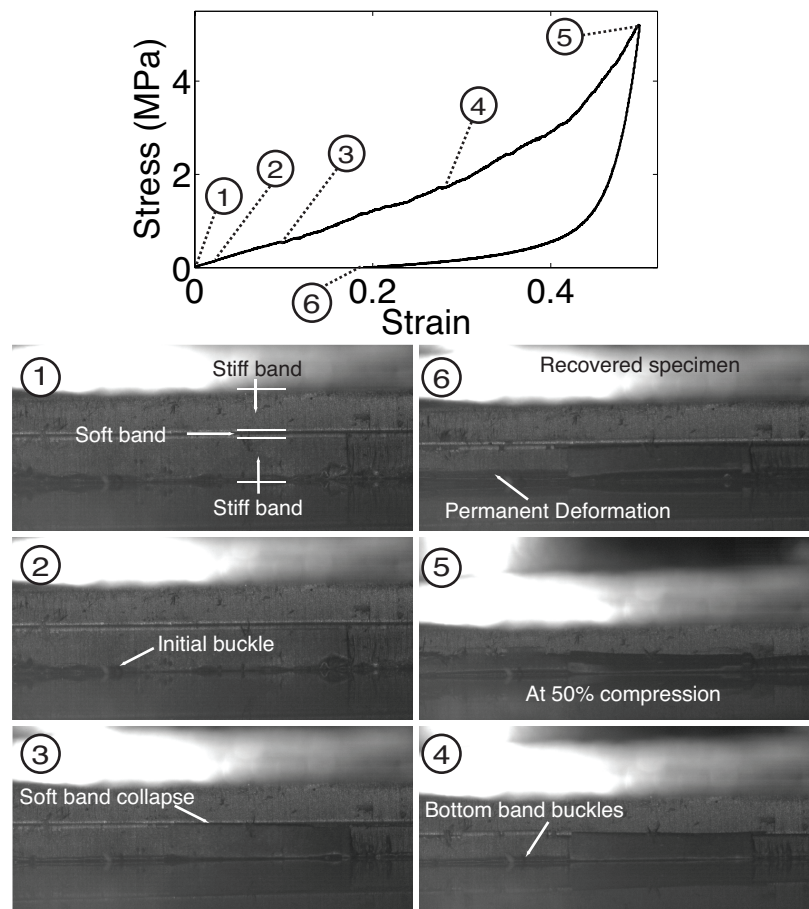 5
4
Stress (MPa)
4
3
2
2
1
0
0
0.2
0.4
6
Strain
1
Stiff band
Soft band
Stiff band
6
Recovered specimen
Permanent Deformation
2
Initial buckle
5
At 50% compression
3
Soft band collapse
4
Bottom band buckles